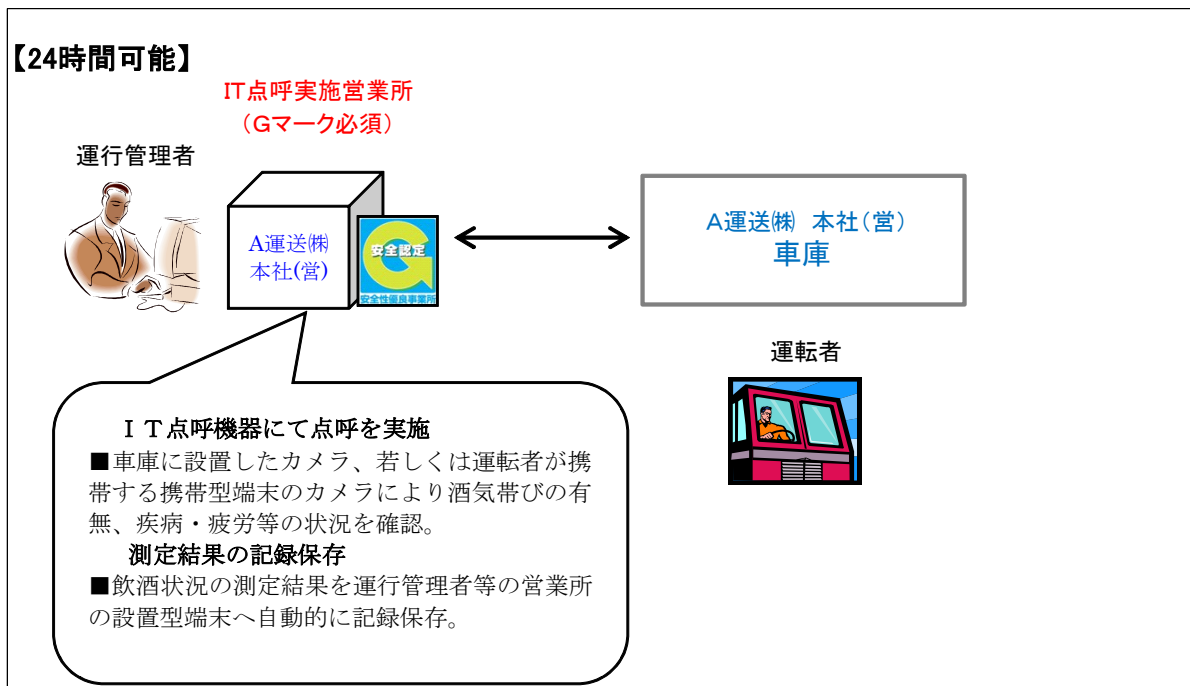 【24時間可能】
IT点呼実施営業所
（Gマーク必須）
運行管理者
A運送㈱
本社(営)
安全認定
G
安全性優良事業所
A運送㈱ 本社(営)
車庫
運転者
ＩＴ点呼機器にて点呼を実施
■車庫に設置したカメラ、若しくは運転者が携
帯する携帯型端末のカメラにより酒気帯びの有
無、疾病・疲労等の状況を確認。
測定結果の記録保存
■飲酒状況の測定結果を運行管理者等の営業所
の設置型端末へ自動的に記録保存。